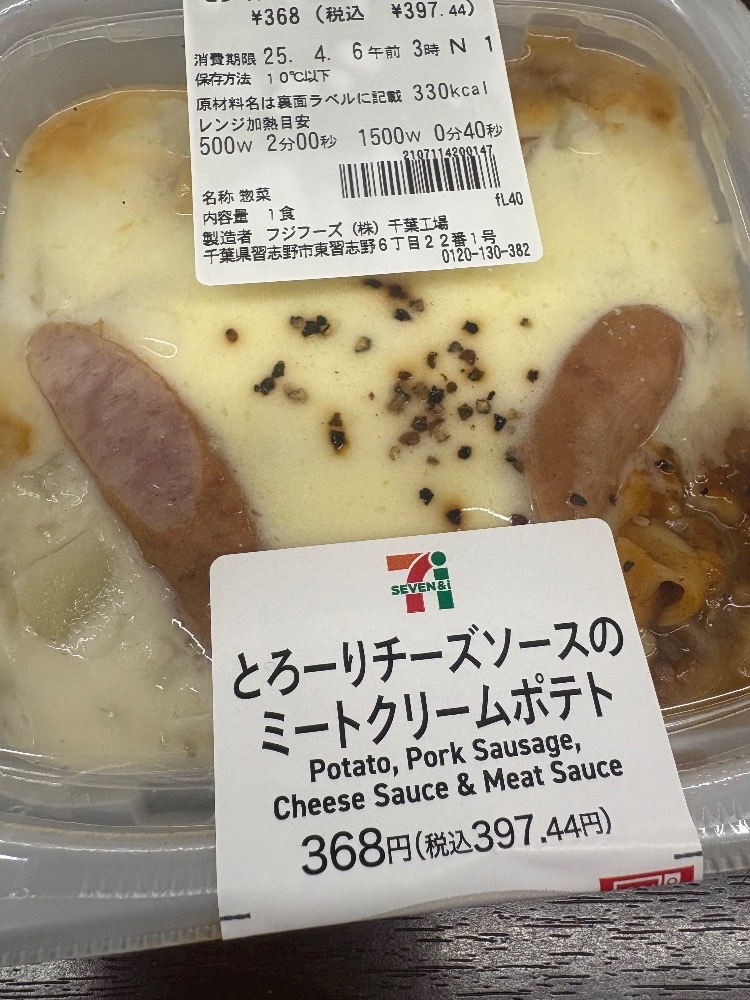 ¥368 (税込 ¥397.44)
消費期限 25. 4. 6午前 3時 N 1
保存方法 10℃以下
原材料名は裏面ラベルに記載 330kcal
レンジ加熱目安
500W 2分00秒 1500W 0分40秒
2107114200147
fL40
名称 惣菜
内容量 1食
製造者 フジフーズ (株) 千葉工場
千葉県習志野市東習志野6丁目22番1号
0120-130-382
SEVEN&i
とろーりチーズソースの
ミートクリームポテト
Potato, Pork Sausage,
Cheese Sauce & Meat Sauce
368円(税込397.44円)